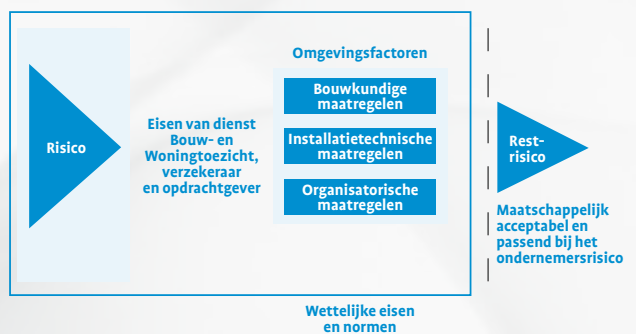 Omgevingsfactoren
Risico
Eisen van dienst
Bouw- en
Woningtoezicht,
verzekeraar
en opdrachtgever
Bouwkundige
maatregelen
Installatietechnische
maatregelen
Organisatorische
maatregelen
Rest-
risico
Maatschappelijk
acceptabel en
passend bij het
ondernemersrisico
Wettelijke eisen
en normen